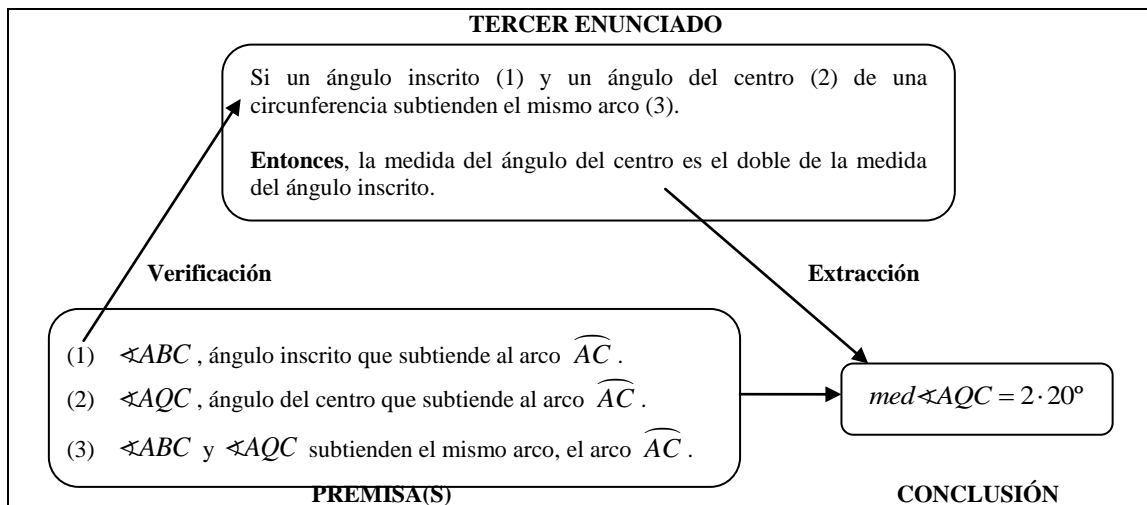 TERCER ENUNCIADO
Si un ángulo inscrito (1) y un ángulo del centro (2) de una
circunferencia subtienden el mismo arco (3).
Entonces, la medida del ángulo del centro es el doble de la medida
del ángulo inscrito.
Verificación
Extracción
(1) ∢ABC , ángulo inscrito que subtiende al arco \widehat{AC} .
(2) ∢AQC , ángulo del centro que subtiende al arco \widehat{AC} .
(3) ∢ABC y ∢AQC subtienden el mismo arco, el arco \widehat{AC} .
med∢AQC = 2·20º
PREMISA(S)
CONCLUSIÓN